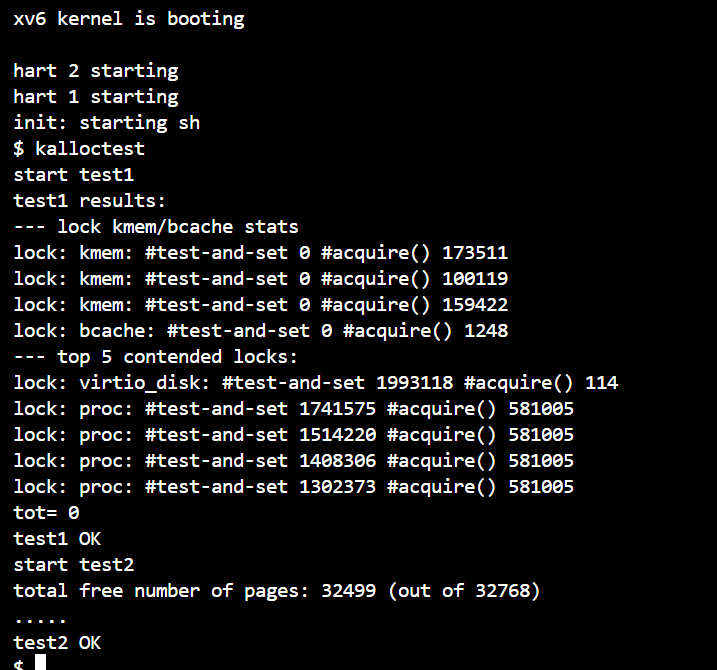 xv6 kernel is booting
hart 2 starting
hart 1 starting
init: starting sh
$ kalloctest
start test1
test1 results:
--- lock kmem/bcache stats
lock: kmem: #test-and-set 0 #acquire() 173511
lock: kmem: #test-and-set 0 #acquire() 100119
lock: kmem: #test-and-set 0 #acquire() 159422
lock: bcache: #test-and-set 0 #acquire() 1248
--- top 5 contended locks:
lock: virtio_disk: #test-and-set 1993118 #acquire() 114
lock: proc: #test-and-set 1741575 #acquire() 581005
lock: proc: #test-and-set 1514220 #acquire() 581005
lock: proc: #test-and-set 1408306 #acquire() 581005
lock: proc: #test-and-set 1302373 #acquire() 581005
tot= 0
test1 OK
start test2
total free number of pages: 32499 (out of 32768)
.....
test2 OK
$